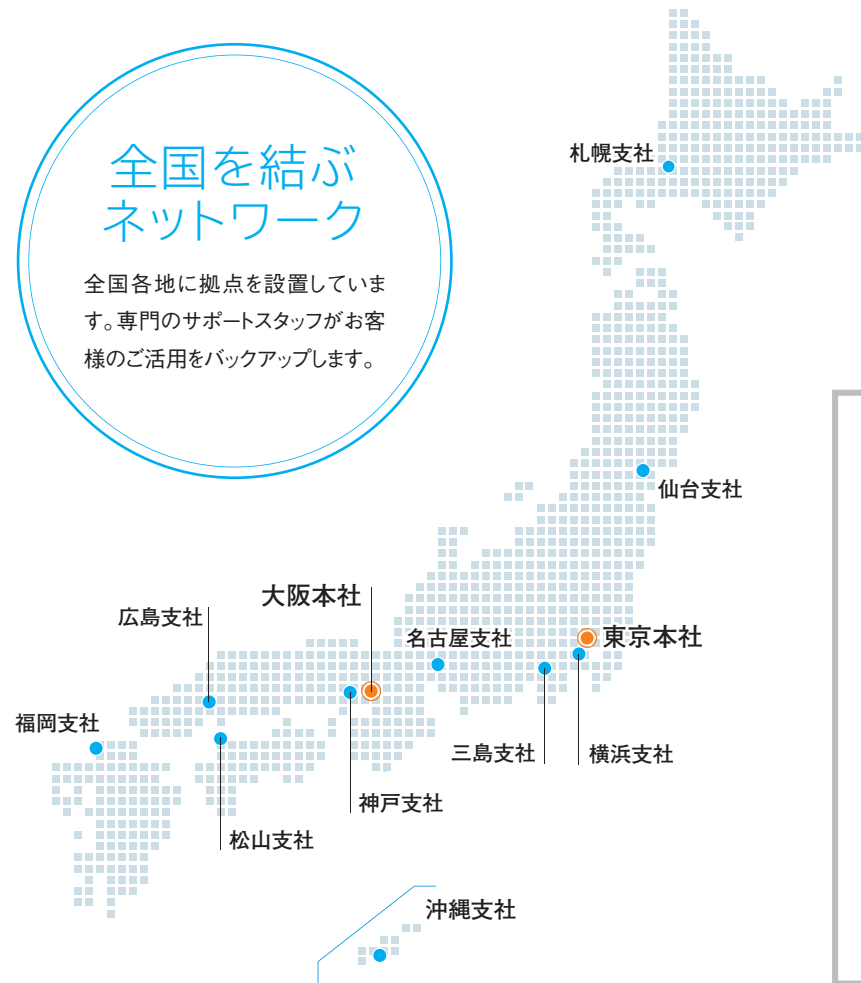 全国を結ぶ
ネットワーク
全国各地に拠点を設置していま
す。専門のサポートスタッフがお客
様のご活用をバックアップします。
札幌支社
仙台支社
大阪本社
広島支社
名古屋支社
東京本社
福岡支社
三島支社
横浜支社
神戸支社
松山支社
沖縄支社